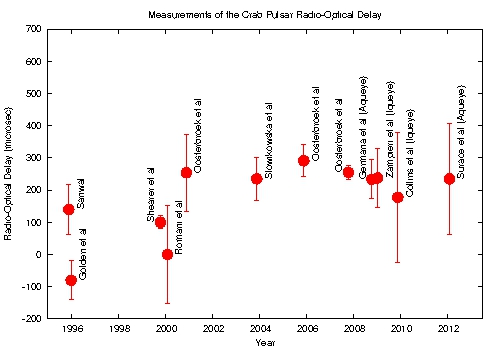 Measurements of the Crab Pulsar Radio-Optical Delay
700
600
500
400
300
200
100
0
-100
-200
Radio-Optical Delay (microsec)
Sanwal
Golden et al
Shearer et al
Romani et al
Oosterbroek et al
Slowikowska et al
Oosterbroek et al
Oosterbroek et al
Germana et al (Aqueye)
Zampieri et al (Iqueye)
Collins et al (Iqueye)
Surace et al (Aqueye)
1996 1998 2000 2002 2004 2006 2008 2010 2012
Year